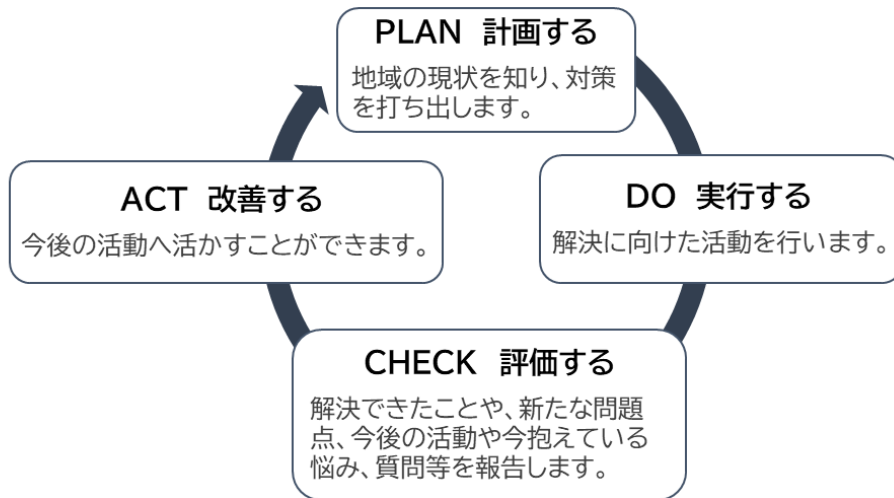 PLAN 計画する
地域の現状を知り、対策
を打ち出します。
ACT 改善する
今後の活動へ活かすことができます。
DO 実行する
解決に向けた活動を行います。
CHECK 評価する
解決できたことや、新たな問題
点、今後の活動や今抱えている
悩み、質問等を報告します。